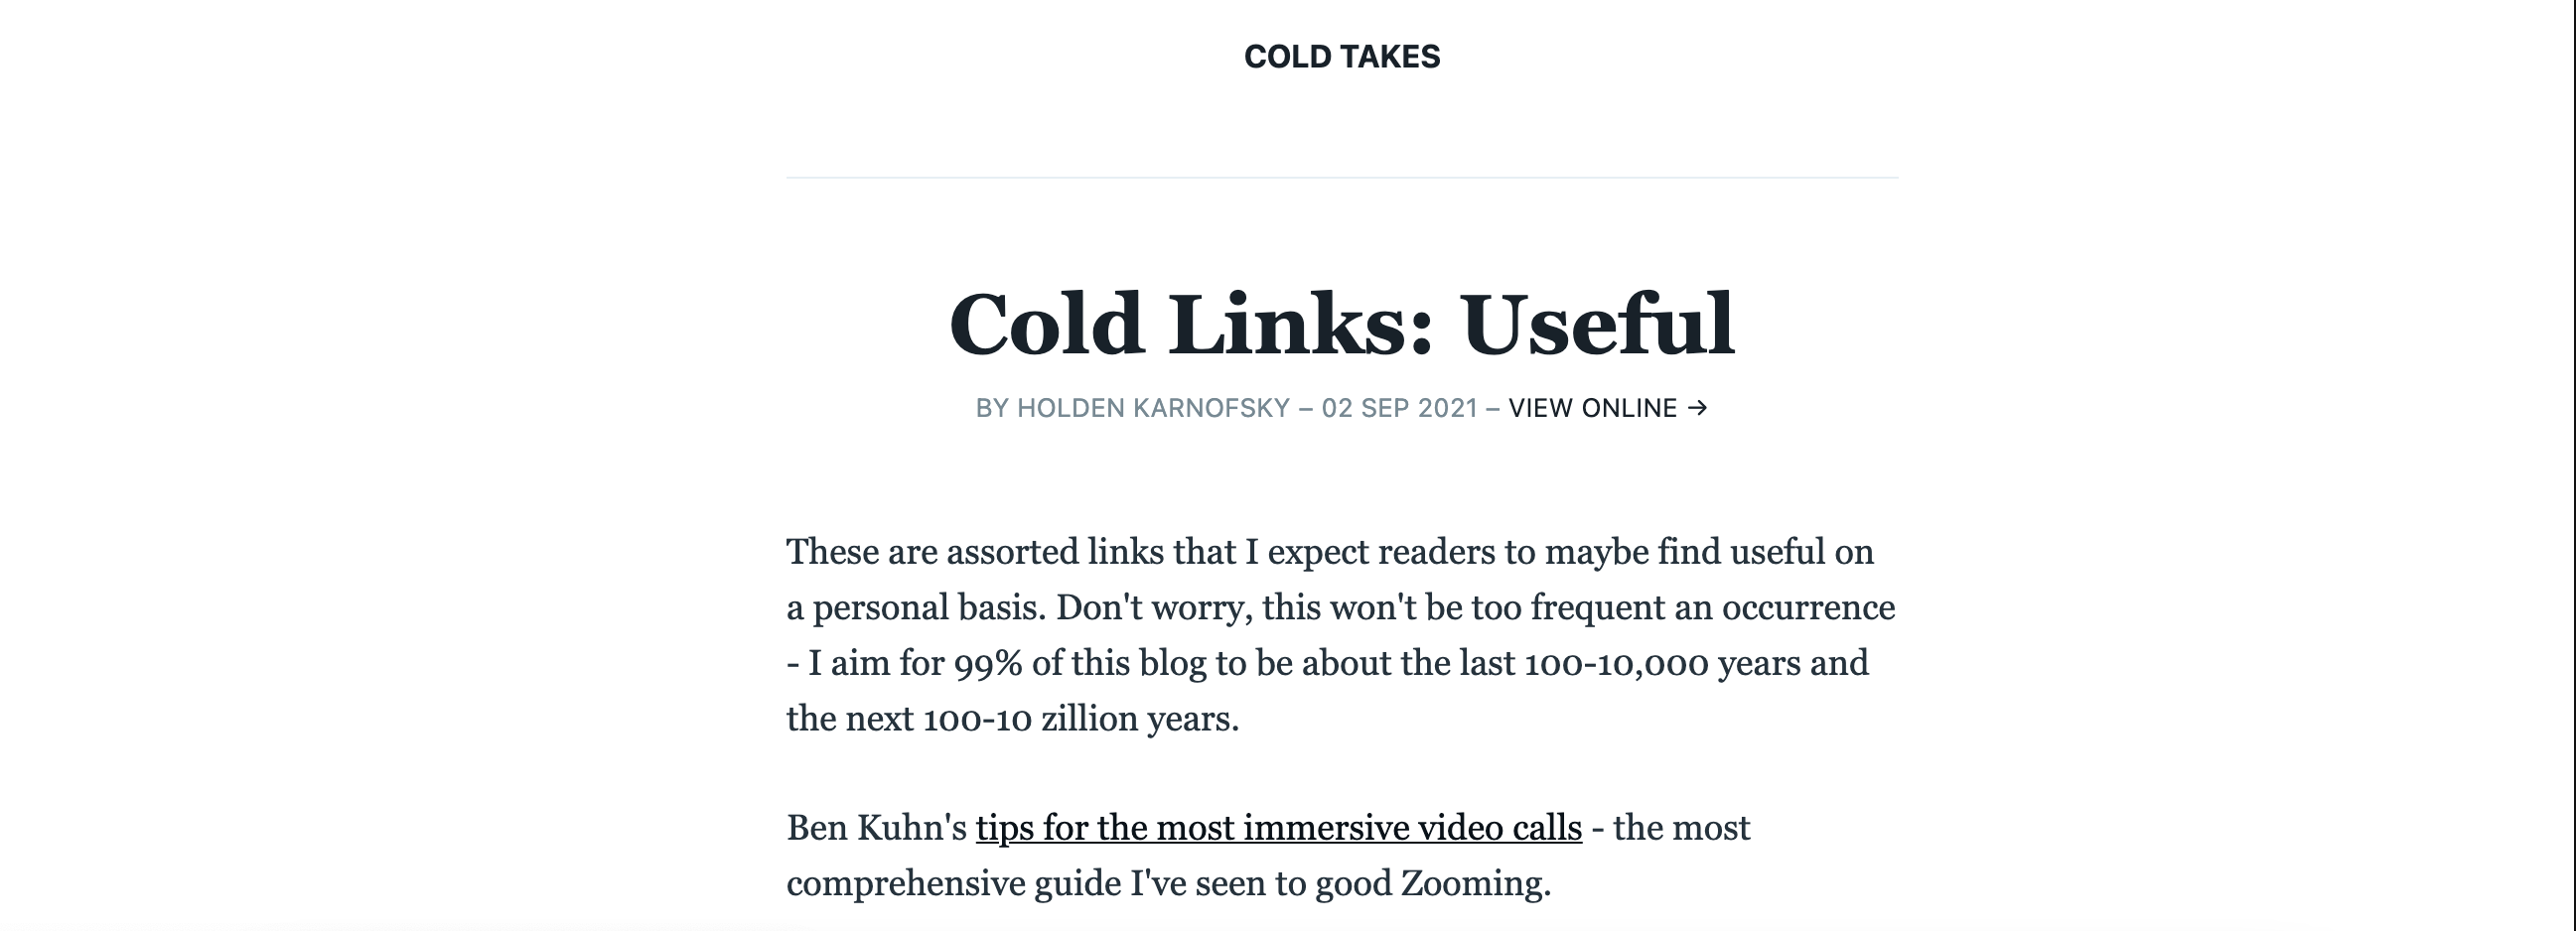 COLD TAKES
Cold Links: Useful
BY HOLDEN KARNOFSKY – 02 SEP 2021 – VIEW ONLINE →
These are assorted links that I expect readers to maybe find useful on
a personal basis. Don't worry, this won't be too frequent an occurrence
- I aim for 99% of this blog to be about the last 100-10,000 years and
the next 100-10 zillion years.
Ben Kuhn's tips for the most immersive video calls - the most
comprehensive guide I've seen to good Zooming.